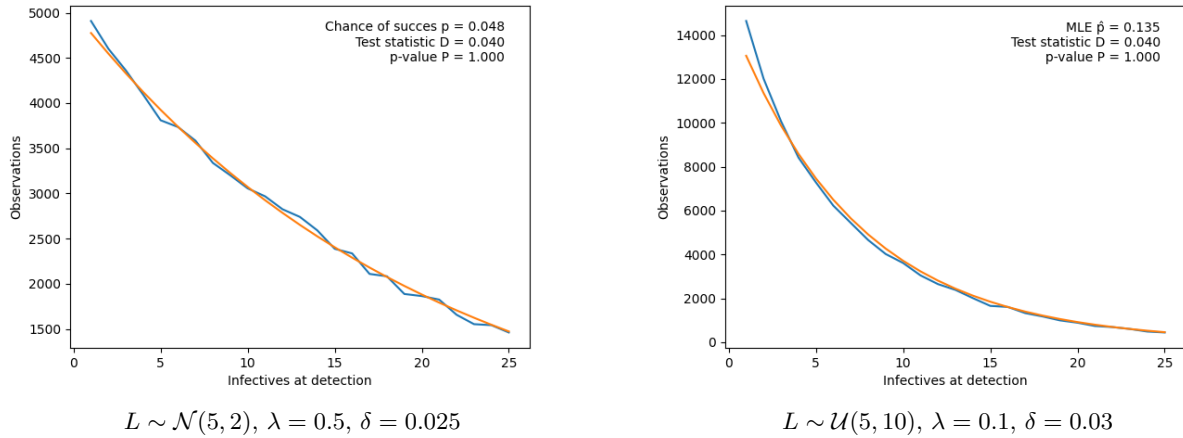 5000
4500
4000
3500
3000
2500
2000
1500
Observations
Chance of succes p = 0.048
Test statistic D = 0.040
p-value P = 1.000
0 5 10 15 20 25
Infectives at detection
L ∼ N(5, 2), λ = 0.5, δ = 0.025
14000
12000
10000
8000
6000
4000
2000
0
Observations
MLE p̂ = 0.135
Test statistic D = 0.040
p-value P = 1.000
0 5 10 15 20 25
Infectives at detection
L ∼ U(5, 10), λ = 0.1, δ = 0.03